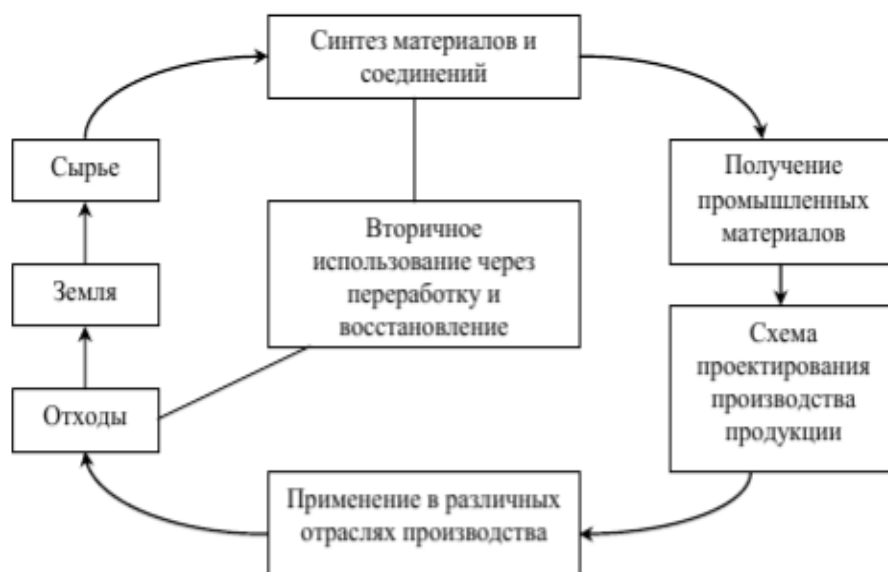 Синтез материалов и
соединений
Сырье
Получение
промышленных
материалов
Вторичное
использование через
переработку и
восстановление
Земля
Схема
проектирования
производства
продукции
Отходы
Применение в различных
отраслях производства